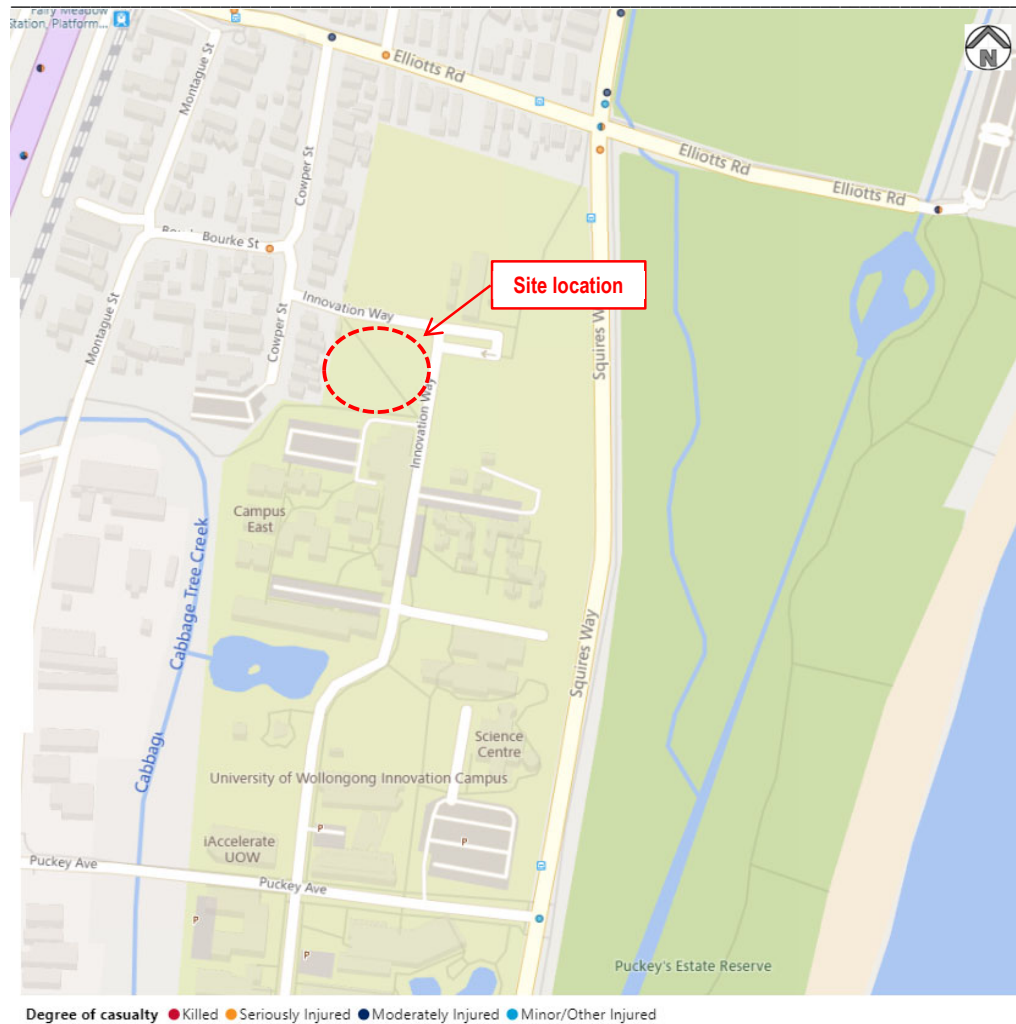 Fairy Meadow
Station, Platform...
N
Montague St
Elliotts Rd
Cowper St
Elliotts Rd
Elliotts Rd
Bourke St
Site location
Innovation Way
Squires W
Montague St
Cowper St
Innovation Way
Campus
East
Cabbage Tree Creek
Squires Way
Science
Centre
Cabbage
University of Wollongong Innovation Campus
P
P
iAccelerate
UOW
Puckey Ave
Puckey Ave
P
P
Puckey's Estate Reserve
Degree of casualty Killed Seriously Injured Moderately Injured Minor/Other Injured